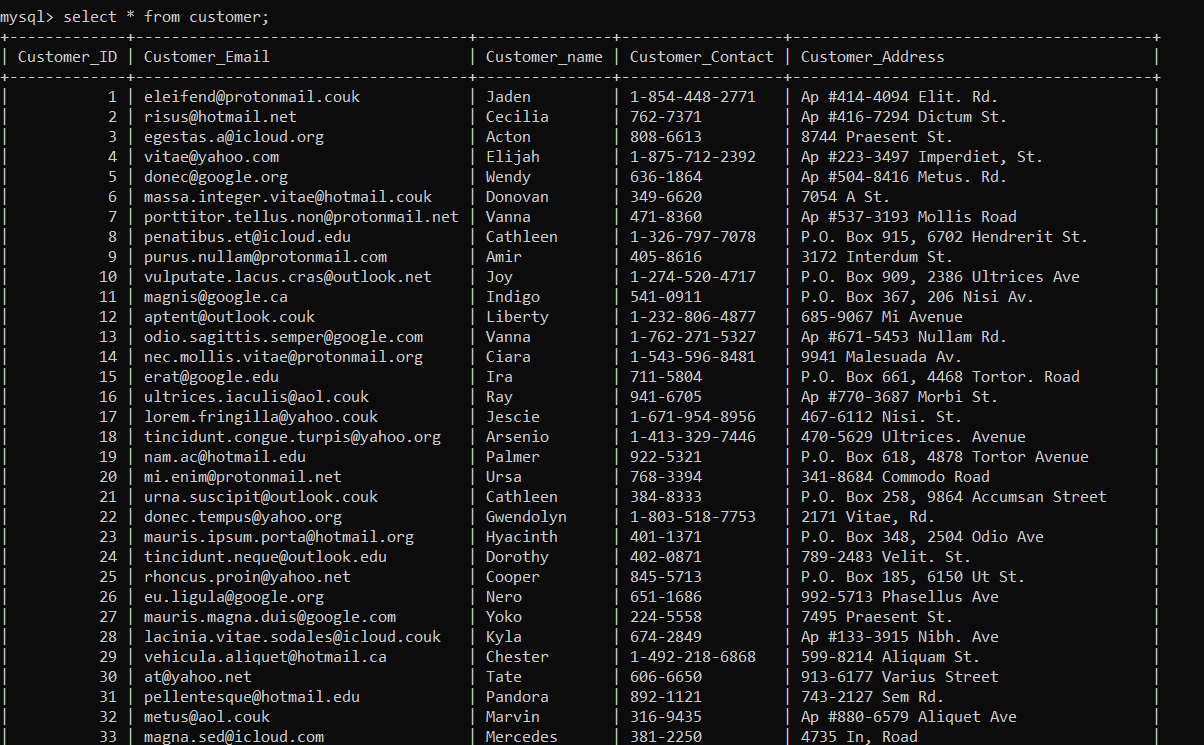 mysql> select * from customer;
+-------------+-------------------------------------+---------------+------------------+----------------------------------------+
| Customer_ID | Customer_Email                      | Customer_name | Customer_Contact | Customer_Address                       |
+-------------+-------------------------------------+---------------+------------------+----------------------------------------+
|           1 | eleifend@protonmail.couk            | Jaden         | 1-854-448-2771   | Ap #414-4094 Elit. Rd.                 |
|           2 | risus@hotmail.net                   | Cecilia       | 762-7371         | Ap #416-7294 Dictum St.                |
|           3 | egestas.a@icloud.org                | Acton         | 808-6613         | 8744 Praesent St.                      |
|           4 | vitae@yahoo.com                     | Elijah        | 1-875-712-2392   | Ap #223-3497 Imperdiet, St.            |
|           5 | donec@google.org                    | Wendy         | 636-1864         | Ap #504-8416 Metus. Rd.                |
|           6 | massa.integer.vitae@hotmail.couk    | Donovan       | 349-6620         | 7054 A St.                             |
|           7 | porttitor.tellus.non@protonmail.net | Vanna         | 471-8360         | Ap #537-3193 Mollis Road               |
|           8 | penatibus.et@icloud.edu             | Cathleen      | 1-326-797-7078   | P.O. Box 915, 6702 Hendrerit St.       |
|           9 | purus.nullam@protonmail.com         | Amir          | 405-8616         | 3172 Interdum St.                      |
|          10 | vulputate.lacus.cras@outlook.net    | Joy           | 1-274-520-4717   | P.O. Box 909, 2386 Ultrices Ave        |
|          11 | magnis@google.ca                    | Indigo        | 541-0911         | P.O. Box 367, 206 Nisi Av.             |
|          12 | aptent@outlook.couk                 | Liberty       | 1-232-806-4877   | 685-9067 Mi Avenue                     |
|          13 | odio.sagittis.semper@google.com     | Vanna         | 1-762-271-5327   | Ap #671-5453 Nullam Rd.                |
|          14 | nec.mollis.vitae@protonmail.org     | Ciara         | 1-543-596-8481   | 9941 Malesuada Av.                     |
|          15 | erat@google.edu                     | Ira           | 711-5804         | P.O. Box 661, 4468 Tortor. Road        |
|          16 | ultrices.iaculis@aol.couk           | Ray           | 941-6705         | Ap #770-3687 Morbi St.                 |
|          17 | lorem.fringilla@yahoo.couk          | Jescie        | 1-671-954-8956   | 467-6112 Nisi. St.                     |
|          18 | tincidunt.congue.turpis@yahoo.org   | Arsenio       | 1-413-329-7446   | 470-5629 Ultrices. Avenue              |
|          19 | nam.ac@hotmail.edu                  | Palmer        | 922-5321         | P.O. Box 618, 4878 Tortor Avenue       |
|          20 | mi.enim@protonmail.net              | Ursa          | 768-3394         | 341-8684 Commodo Road                  |
|          21 | urna.suscipit@outlook.couk          | Cathleen      | 384-8333         | P.O. Box 258, 9864 Accumsan Street     |
|          22 | donec.tempus@yahoo.org              | Gwendolyn     | 1-803-518-7753   | 2171 Vitae, Rd.                        |
|          23 | mauris.ipsum.porta@hotmail.org      | Hyacinth      | 401-1371         | P.O. Box 348, 2504 Odio Ave            |
|          24 | tincidunt.neque@outlook.edu         | Dorothy       | 402-0871         | 789-2483 Velit. St.                    |
|          25 | rhoncus.proin@yahoo.net             | Cooper        | 845-5713         | P.O. Box 185, 6150 Ut St.              |
|          26 | eu.ligula@google.org                | Nero          | 651-1686         | 992-5713 Phasellus Ave                 |
|          27 | mauris.magna.duis@google.com        | Yoko          | 224-5558         | 7495 Praesent St.                      |
|          28 | lacinia.vitae.sodales@icloud.couk   | Kyla          | 674-2849         | Ap #133-3915 Nibh. Ave                 |
|          29 | vehicula.aliquet@hotmail.ca         | Chester       | 1-492-218-6868   | 599-8214 Aliquam St.                   |
|          30 | at@yahoo.net                        | Tate          | 606-6650         | 913-6177 Varius Street                 |
|          31 | pellentesque@hotmail.edu            | Pandora       | 892-1121         | 743-2127 Sem Rd.                       |
|          32 | metus@aol.couk                      | Marvin        | 316-9435         | Ap #880-6579 Aliquet Ave               |
|          33 | magna.sed@icloud.com                | Mercedes      | 381-2250         | 4735 In, Road                          |